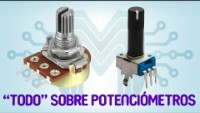 “TODO” SOBRE POTENCIÓMETROS